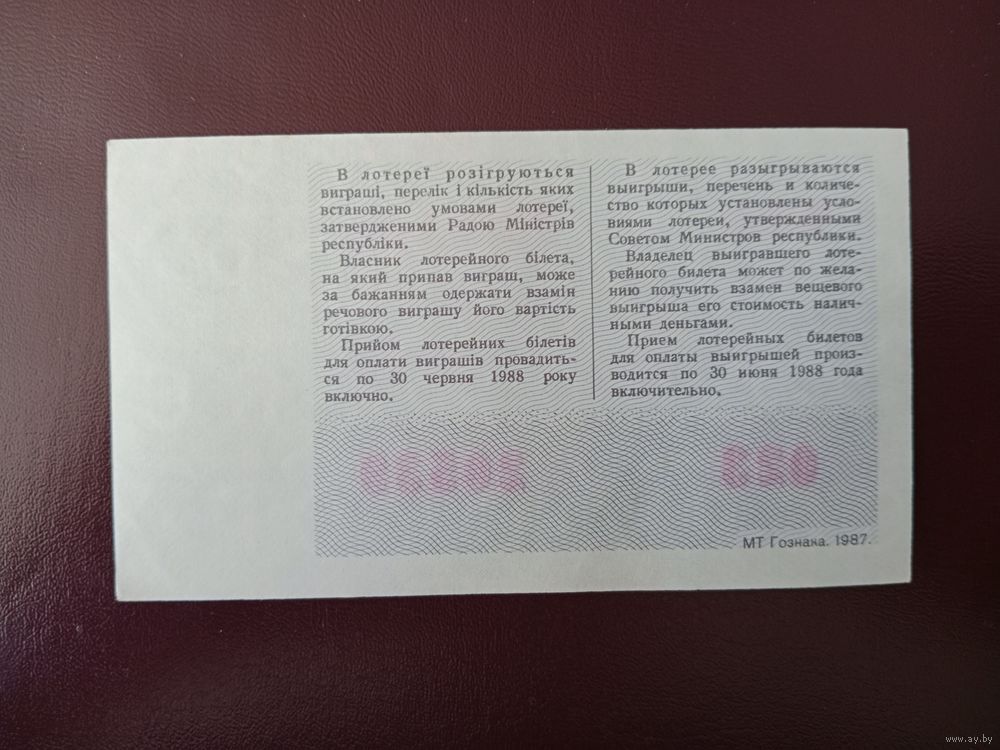 В лотереї розігруються
виграші, перелік і кількість яких
встановлено умовами лотереї,
затвердженими Радою Міністрів
республіки.
Власник лотерейного білета,
на який припав виграш, може
за бажанням одержати взамін
речового виграшу його вартість
готівкою.
Прийом лотерейних білетів
для оплати виграшів провадить-
ся по 30 червня 1988 року
включно.
В лотерее разыгрываются
выигрыши, перечень и количе-
ство которых установлены усло-
виями лотереи, утвержденными
Советом Министров республики.
Владелец выигравшего лоте-
рейного билета может по жела-
нию получить взамен вещевого
выигрыша его стоимость налич-
ными деньгами.
Прием лотерейных билетов
для оплаты выигрышей произ-
водится по 30 июня 1988 года
включительно.
МТ Гознака. 1987.
www.ay.by